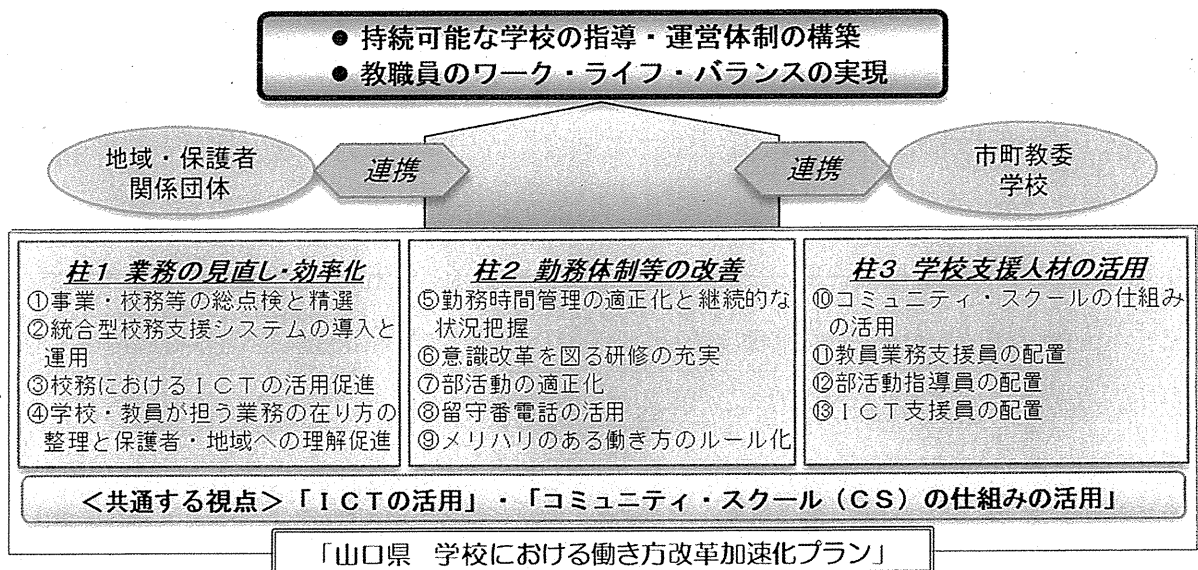 ● 持続可能な学校の指導・運営体制の構築
● 教職員のワーク・ライフ・バランスの実現
地域・保護者
関係団体
連携
連携
市町教委
学校
柱1 業務の見直し・効率化
①事業・校務等の総点検と精選
②統合型校務支援システムの導入と
運用
③校務におけるICTの活用促進
④学校・教員が担う業務の在り方の
整理と保護者・地域への理解促進
柱2 勤務体制等の改善
⑤勤務時間管理の適正化と継続的な
状況把握
⑥意識改革を図る研修の充実
⑦部活動の適正化
⑧留守番電話の活用
⑨メリハリのある働き方のルール化
柱3 学校支援人材の活用
⑩コミュニティ・スクールの仕組み
の活用
⑪教員業務支援員の配置
⑫部活動指導員の配置
⑬ICT支援員の配置
<共通する視点>「ICTの活用」・「コミュニティ・スクール(CS)の仕組みの活用」
「山口県 学校における働き方改革加速化プラン」